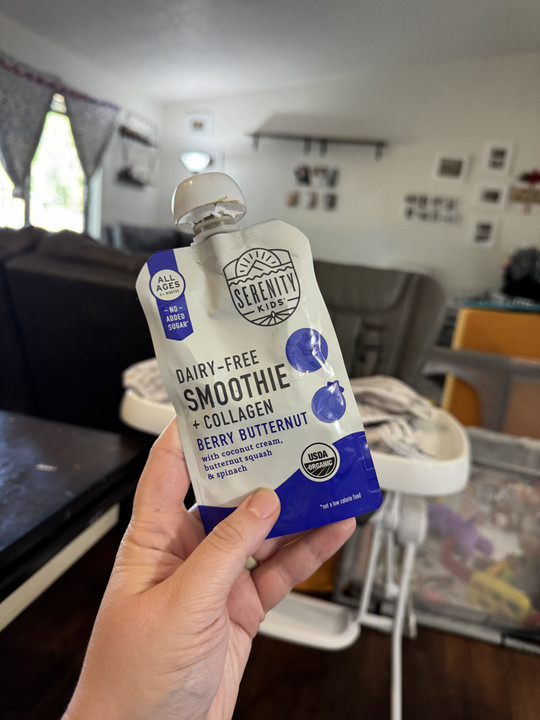 ALL
AGES
- NO -
ADDED
SUGAR*
SERENITY
KIDS™
DAIRY-FREE
SMOOTHIE
+ COLLAGEN
BERRY BUTTERNUT
with coconut cream,
butternut squash
& spinach
USDA
ORGANIC
*not a low calorie food